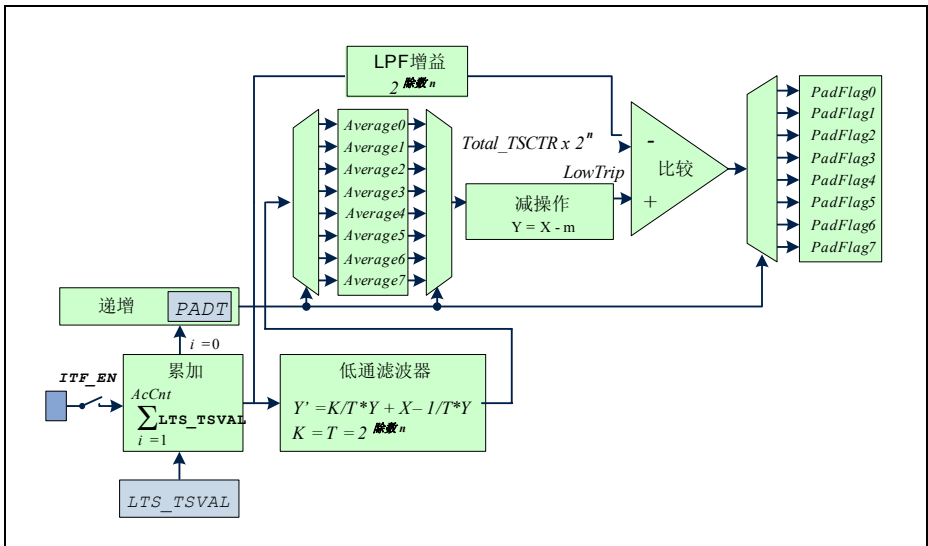 LPF增益
2 除数 n
Average0
Average1
Average2
Average3
Average4
Average5
Average6
Average7
Total_TSCTR x 2ⁿ
LowTrip
减操作
Y = X - m
-
比较
+
PadFlag0
PadFlag1
PadFlag2
PadFlag3
PadFlag4
PadFlag5
PadFlag6
PadFlag7
递增
PADT
i =0
ITF_EN
累加
AcCnt
∑LTS_TSVAL
i =1
低通滤波器
Y' =K/T*Y + X– 1/T*Y
K = T = 2 除数 n
LTS_TSVAL